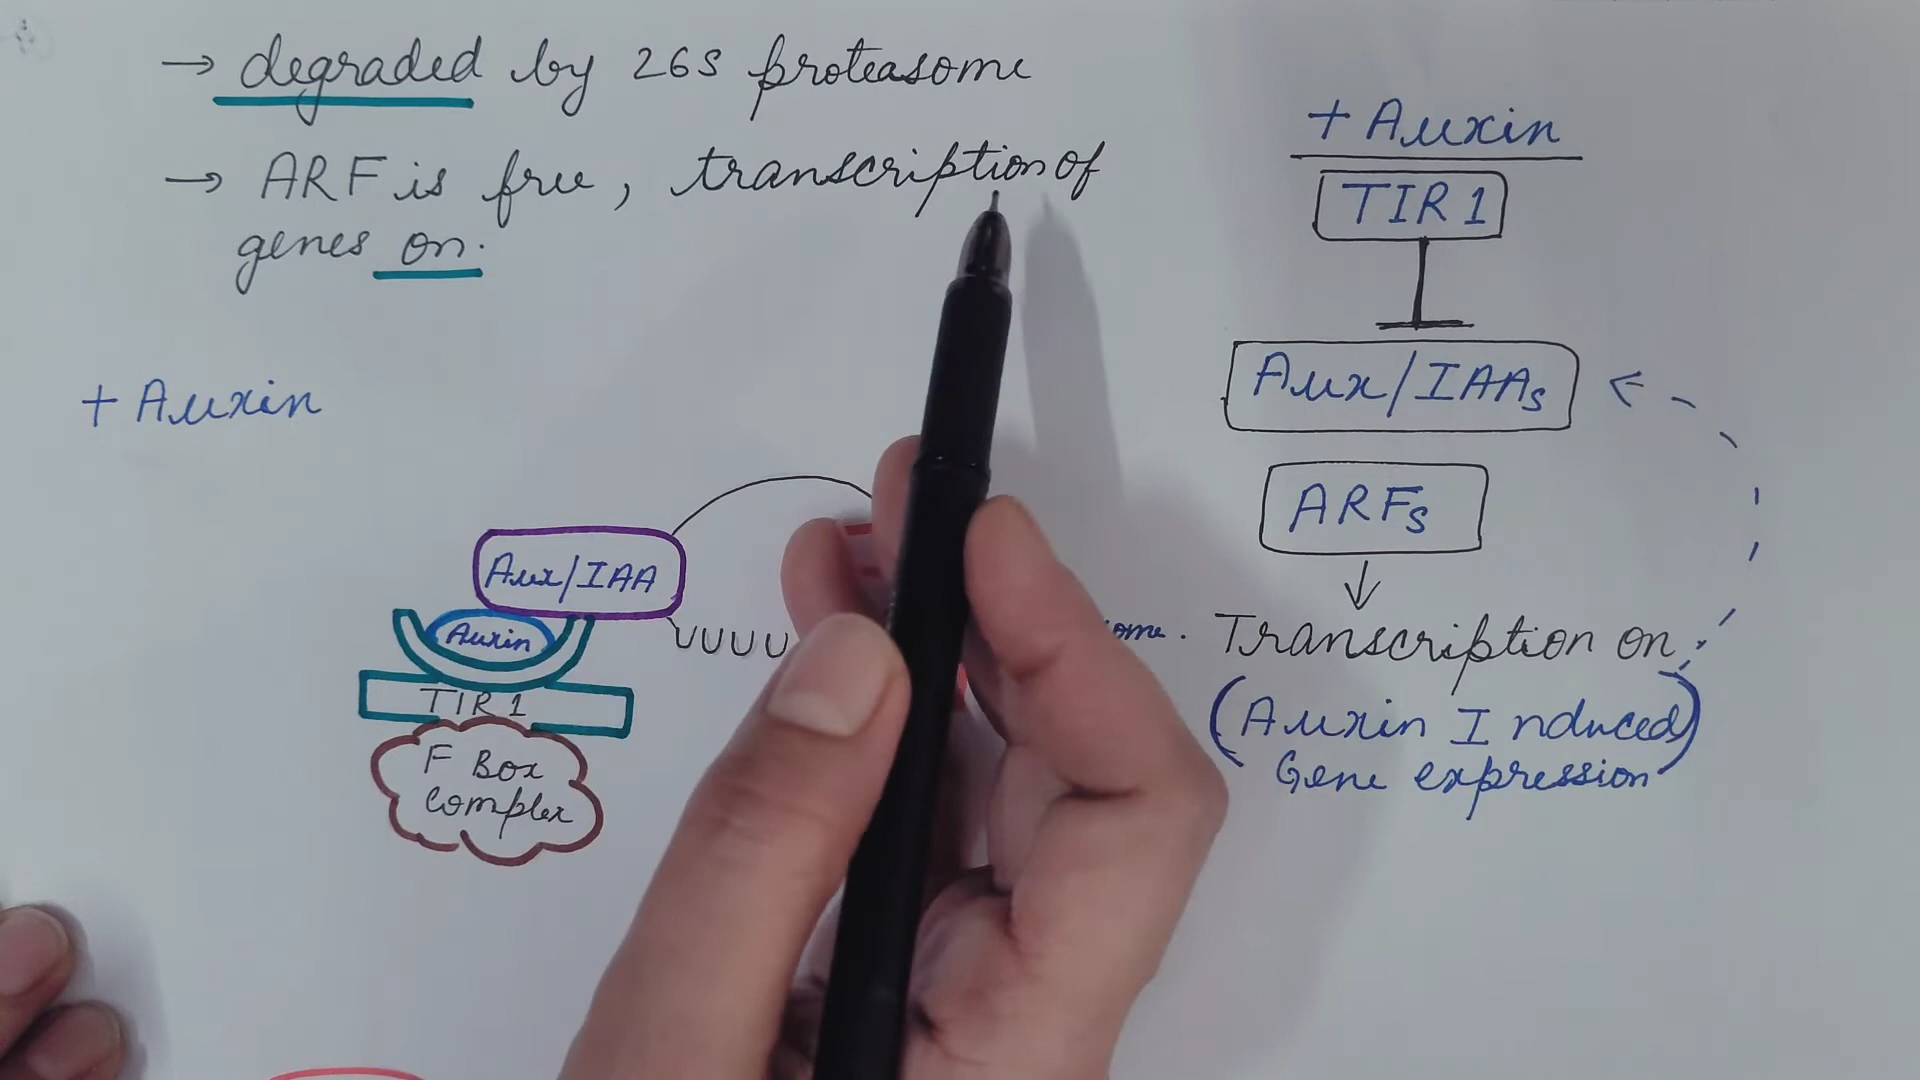 → degraded by 26S proteasome
→ ARF is free, transcription of
genes on.
+ Auxin
Aux/IAA
Auxin
TIR 1
F Box
complex
UUUU
+ Auxin
TIR 1
Aux/IAAs
ARFs
Transcription on
(Auxin Induced)
Gene expression